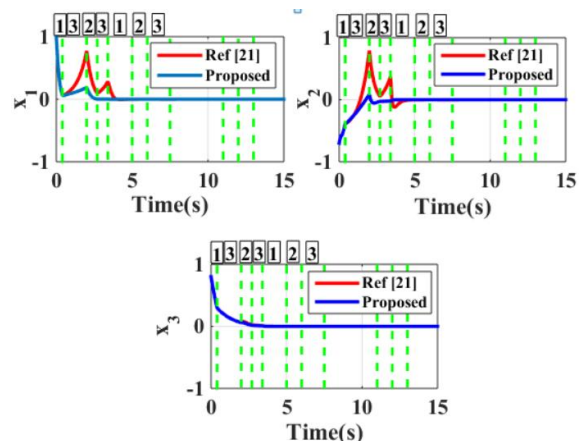 1 3 2 3 1 2 3
1
0
-1
x1
Ref [21]
Proposed
0 5 10 15
Time(s)
1 3 2 3 1 2 3
1
0
-1
x2
Ref [21]
Proposed
0 5 10 15
Time(s)
1 3 2 3 1 2 3
1
0
-1
x3
Ref [21]
Proposed
0 5 10 15
Time(s)